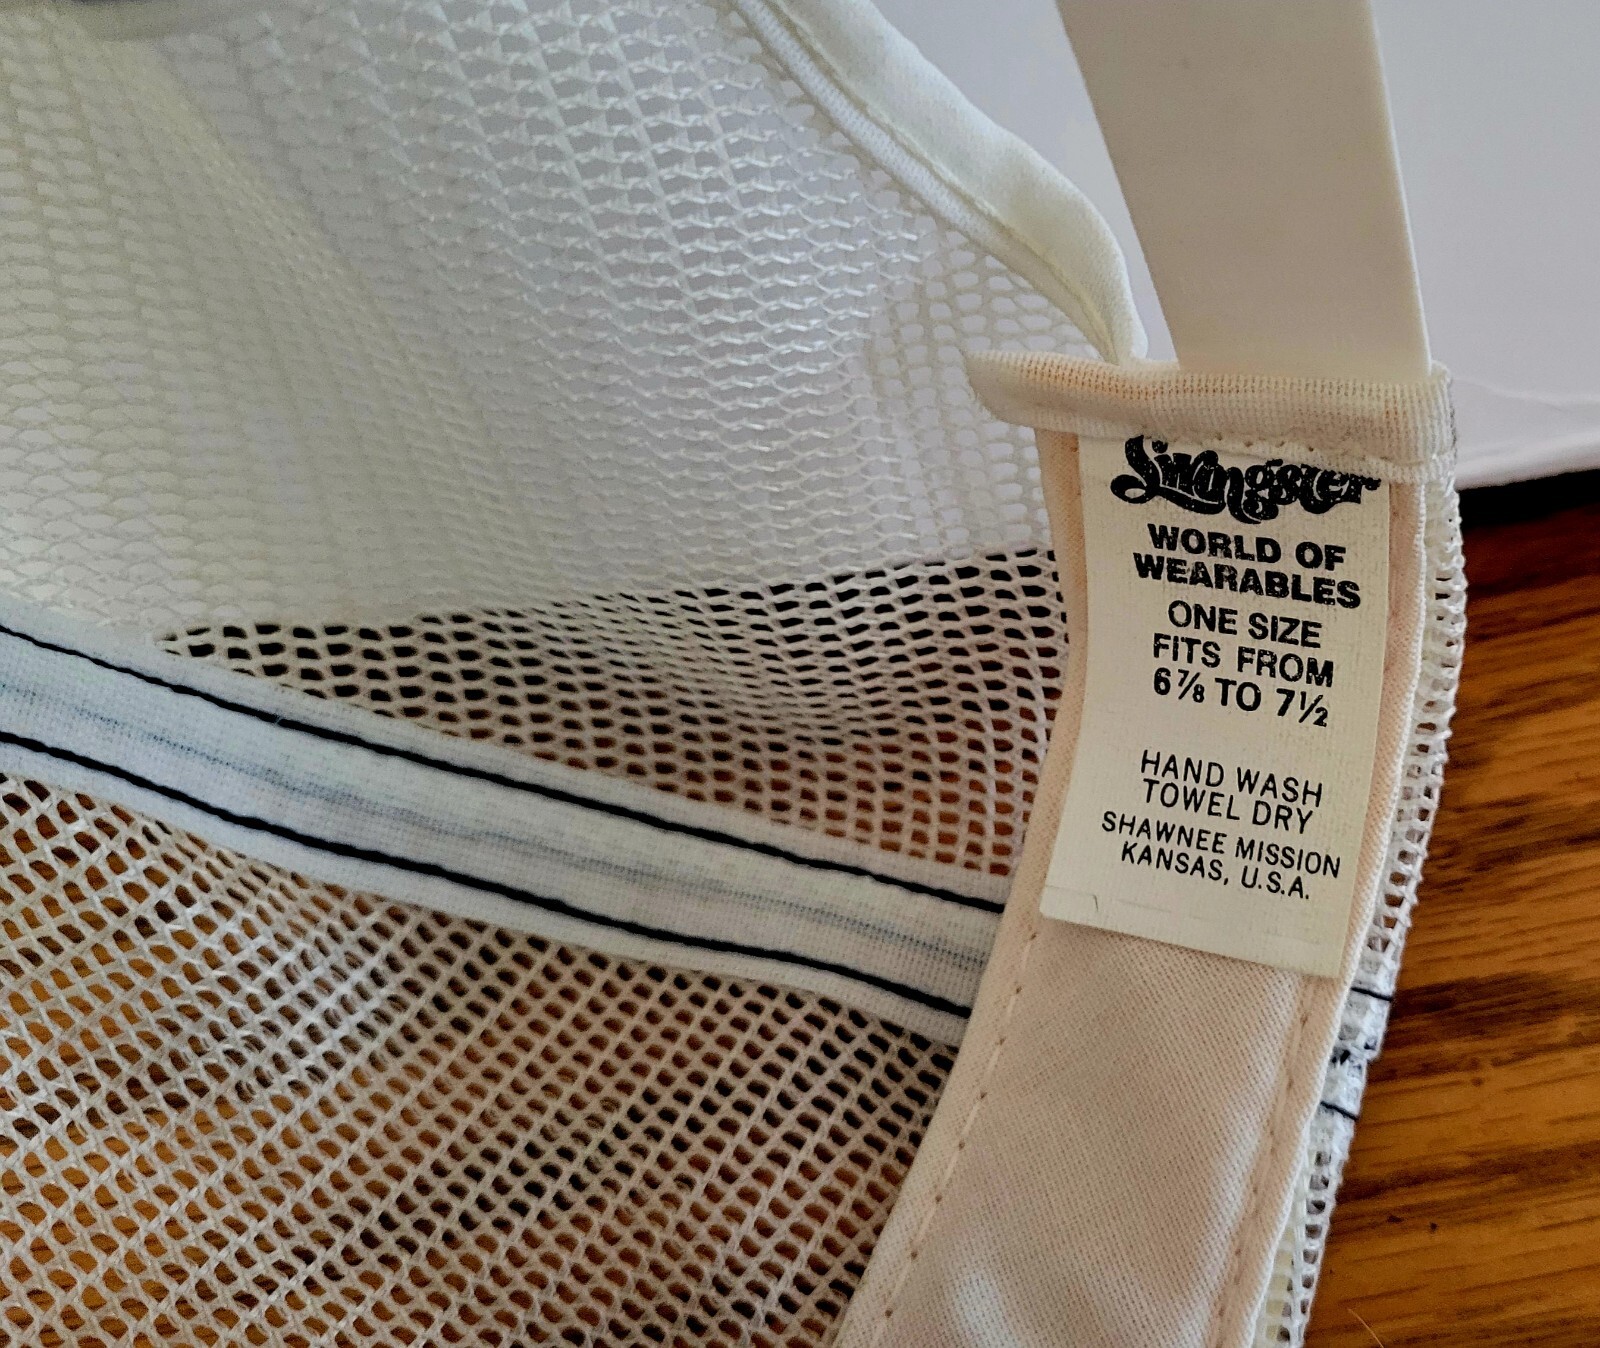 Swingster
WORLD OF
WEARABLES
ONE SIZE
FITS FROM
6⅞ TO 7½
HAND WASH
TOWEL DRY
SHAWNEE MISSION
KANSAS, U.S.A.